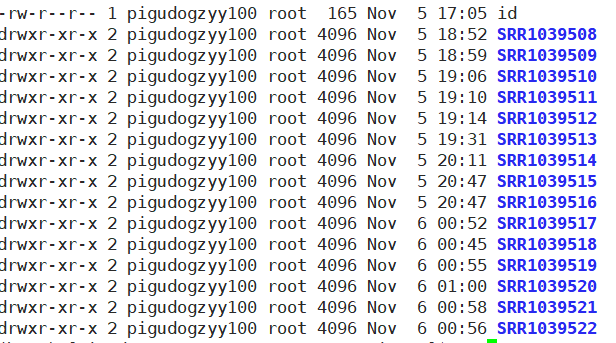 -rw-r--r-- 1 pigudogzyy100 root  165 Nov  5 17:05 id
drwxr-xr-x 2 pigudogzyy100 root 4096 Nov  5 18:52 SRR1039508
drwxr-xr-x 2 pigudogzyy100 root 4096 Nov  5 18:59 SRR1039509
drwxr-xr-x 2 pigudogzyy100 root 4096 Nov  5 19:06 SRR1039510
drwxr-xr-x 2 pigudogzyy100 root 4096 Nov  5 19:10 SRR1039511
drwxr-xr-x 2 pigudogzyy100 root 4096 Nov  5 19:14 SRR1039512
drwxr-xr-x 2 pigudogzyy100 root 4096 Nov  5 19:31 SRR1039513
drwxr-xr-x 2 pigudogzyy100 root 4096 Nov  5 20:11 SRR1039514
drwxr-xr-x 2 pigudogzyy100 root 4096 Nov  5 20:47 SRR1039515
drwxr-xr-x 2 pigudogzyy100 root 4096 Nov  5 20:47 SRR1039516
drwxr-xr-x 2 pigudogzyy100 root 4096 Nov  6 00:52 SRR1039517
drwxr-xr-x 2 pigudogzyy100 root 4096 Nov  6 00:45 SRR1039518
drwxr-xr-x 2 pigudogzyy100 root 4096 Nov  6 00:55 SRR1039519
drwxr-xr-x 2 pigudogzyy100 root 4096 Nov  6 01:00 SRR1039520
drwxr-xr-x 2 pigudogzyy100 root 4096 Nov  6 00:58 SRR1039521
drwxr-xr-x 2 pigudogzyy100 root 4096 Nov  6 00:56 SRR1039522